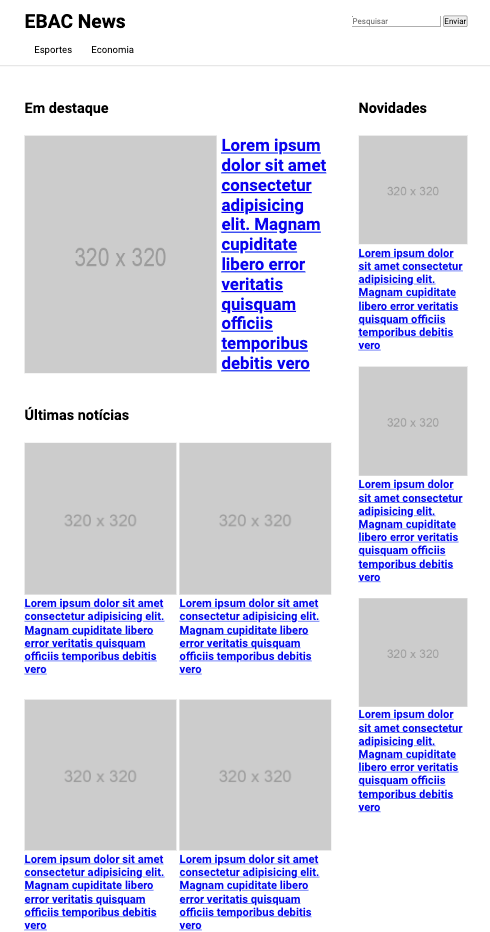 EBAC News
Pesquisar
Enviar
Esportes
Economia
Em destaque
320 x 320
Lorem ipsum
dolor sit amet
consectetur
adipisicing
elit. Magnam
cupiditate
libero error
veritatis
quisquam
officiis
temporibus
debitis vero
Últimas notícias
320 x 320
Lorem ipsum dolor sit amet
consectetur adipisicing elit.
Magnam cupiditate libero
error veritatis quisquam
officiis temporibus debitis
vero
320 x 320
Lorem ipsum dolor sit amet
consectetur adipisicing elit.
Magnam cupiditate libero
error veritatis quisquam
officiis temporibus debitis
vero
320 x 320
Lorem ipsum dolor sit amet
consectetur adipisicing elit.
Magnam cupiditate libero
error veritatis quisquam
officiis temporibus debitis
vero
320 x 320
Lorem ipsum dolor sit amet
consectetur adipisicing elit.
Magnam cupiditate libero
error veritatis quisquam
officiis temporibus debitis
vero
Novidades
320 x 320
Lorem ipsum dolor
sit amet consectetur
adipisicing elit.
Magnam cupiditate
libero error veritatis
quisquam officiis
temporibus debitis
vero
320 x 320
Lorem ipsum dolor
sit amet consectetur
adipisicing elit.
Magnam cupiditate
libero error veritatis
quisquam officiis
temporibus debitis
vero
320 x 320
Lorem ipsum dolor
sit amet consectetur
adipisicing elit.
Magnam cupiditate
libero error veritatis
quisquam officiis
temporibus debitis
vero